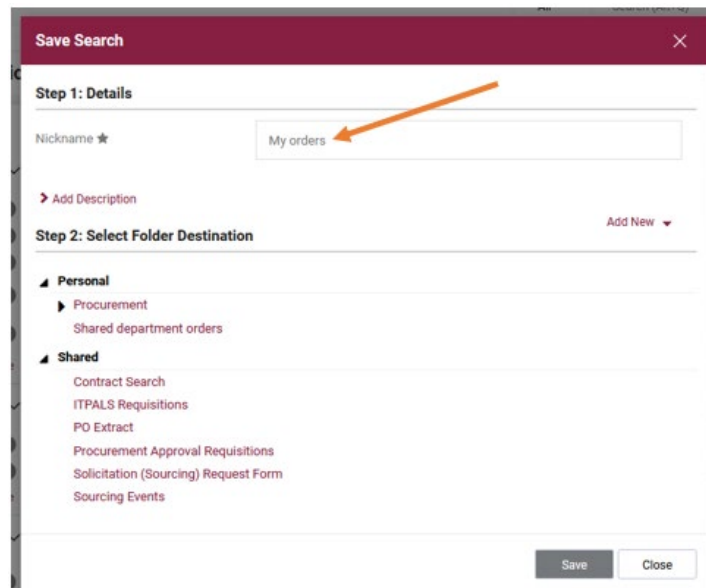 Save Search
Step 1: Details
Nickname ★ My orders
Add Description
Add New
Step 2: Select Folder Destination
Personal
Procurement
Shared department orders
Shared
Contract Search
ITPALS Requisitions
PO Extract
Procurement Approval Requisitions
Solicitation (Sourcing) Request Form
Sourcing Events
Save Close